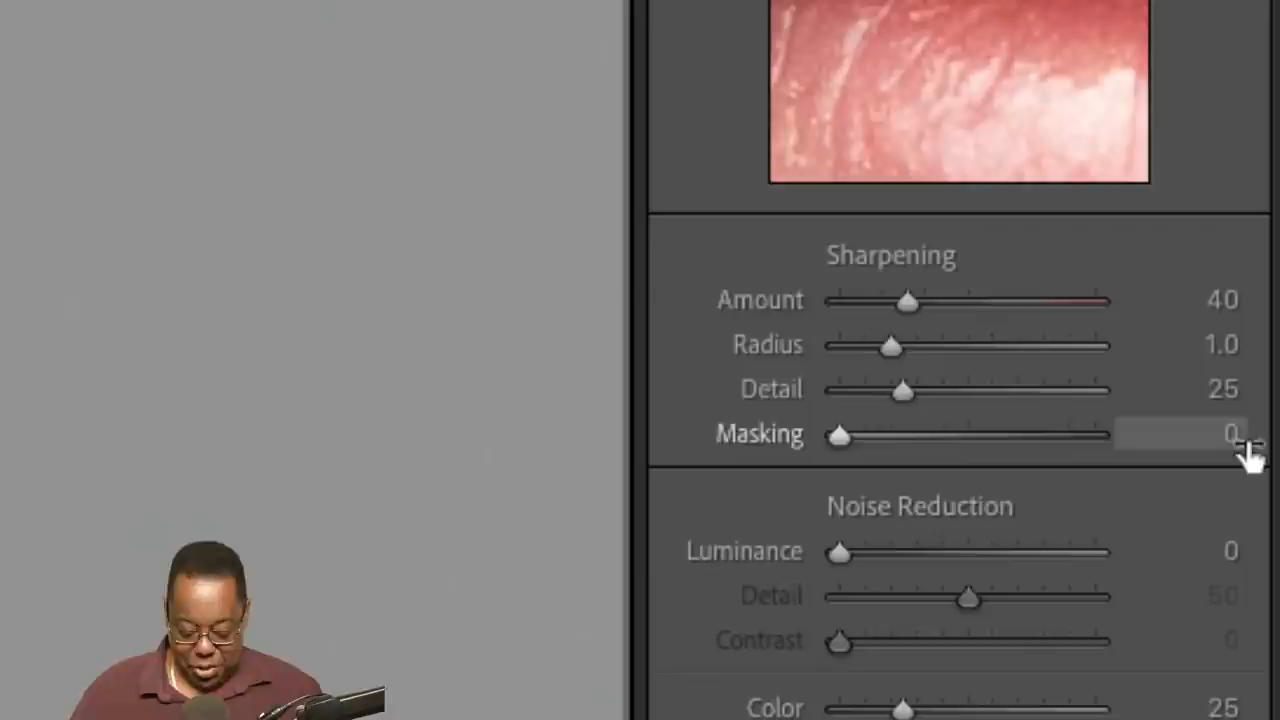 Sharpening
Amount 40
Radius 1.0
Detail 25
Masking 0
Noise Reduction
Luminance 0
Detail 50
Contrast 0
Color 25